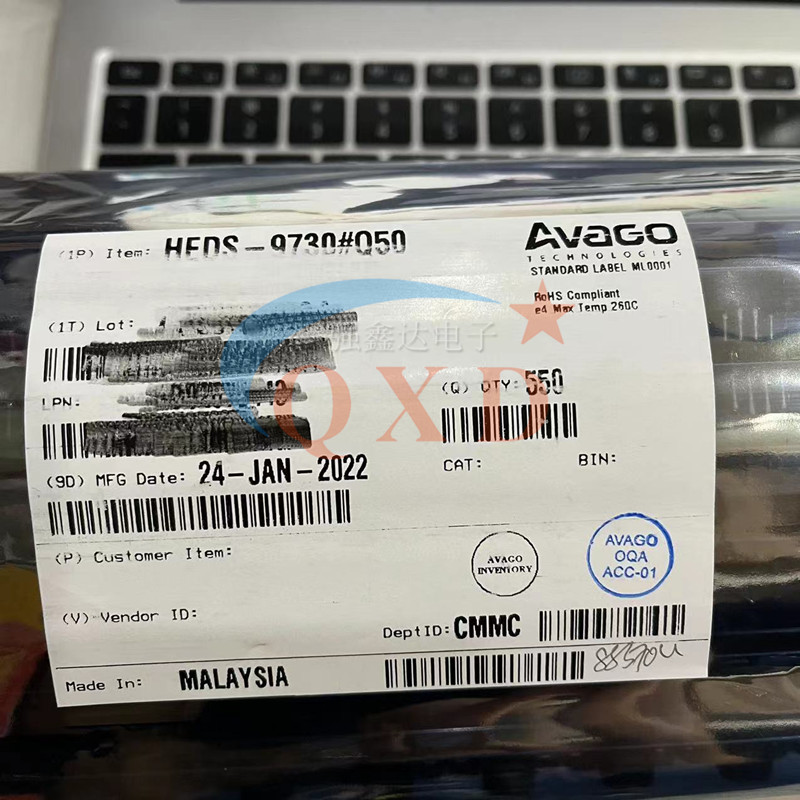 (1P) Item: HEDS-9730#Q50
AVAGO
TECHNOLOGIES
STANDARD LABEL ML0001
RoHS Compliant
e4 Max Temp 260C
(1T) Lot:
强鑫达电子
QXD
LPN:
(Q) QTY: 550
CAT:
BIN:
(9D) MFG Date: 24-JAN-2022
(P) Customer Item:
AVAGO
INVENTORY
AVAGO
OQA
ACC-01
(V) Vendor ID:
DeptID: CMMC
Made In: MALAYSIA